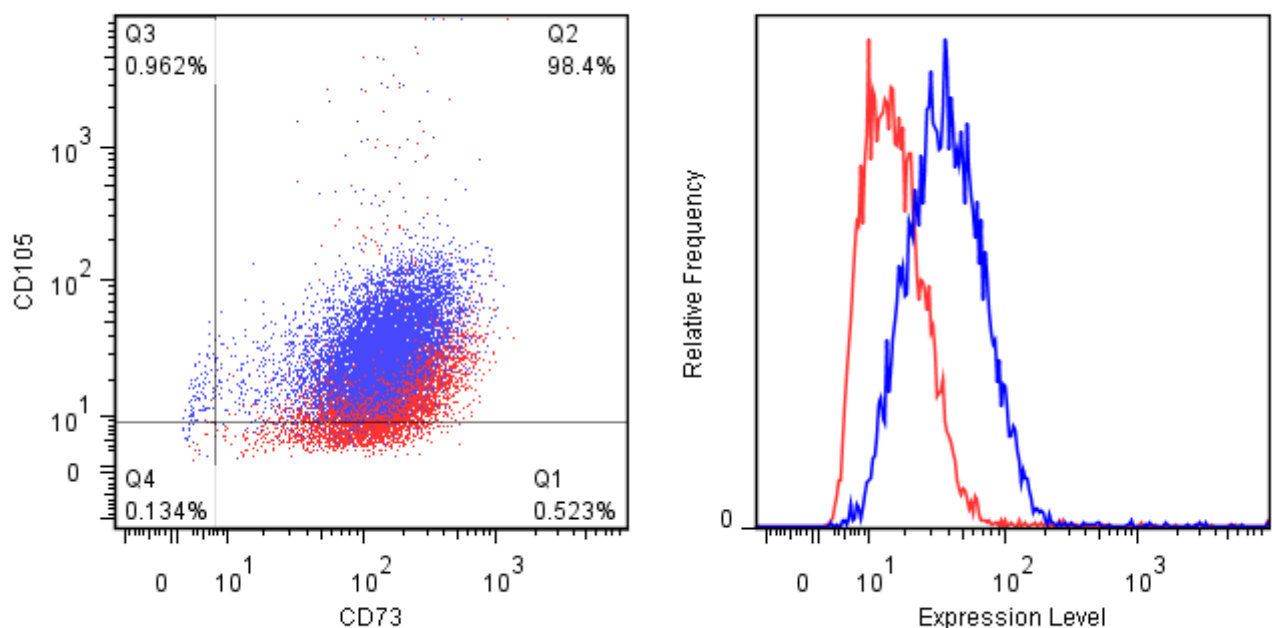 Q3
0.962%
Q2
98.4%
10³
10²
10¹
0
CD105
Q4
0.134%
Q1
0.523%
0
10¹
10²
10³
CD73
Relative Frequency
0
0
10¹
10²
10³
Expression Level